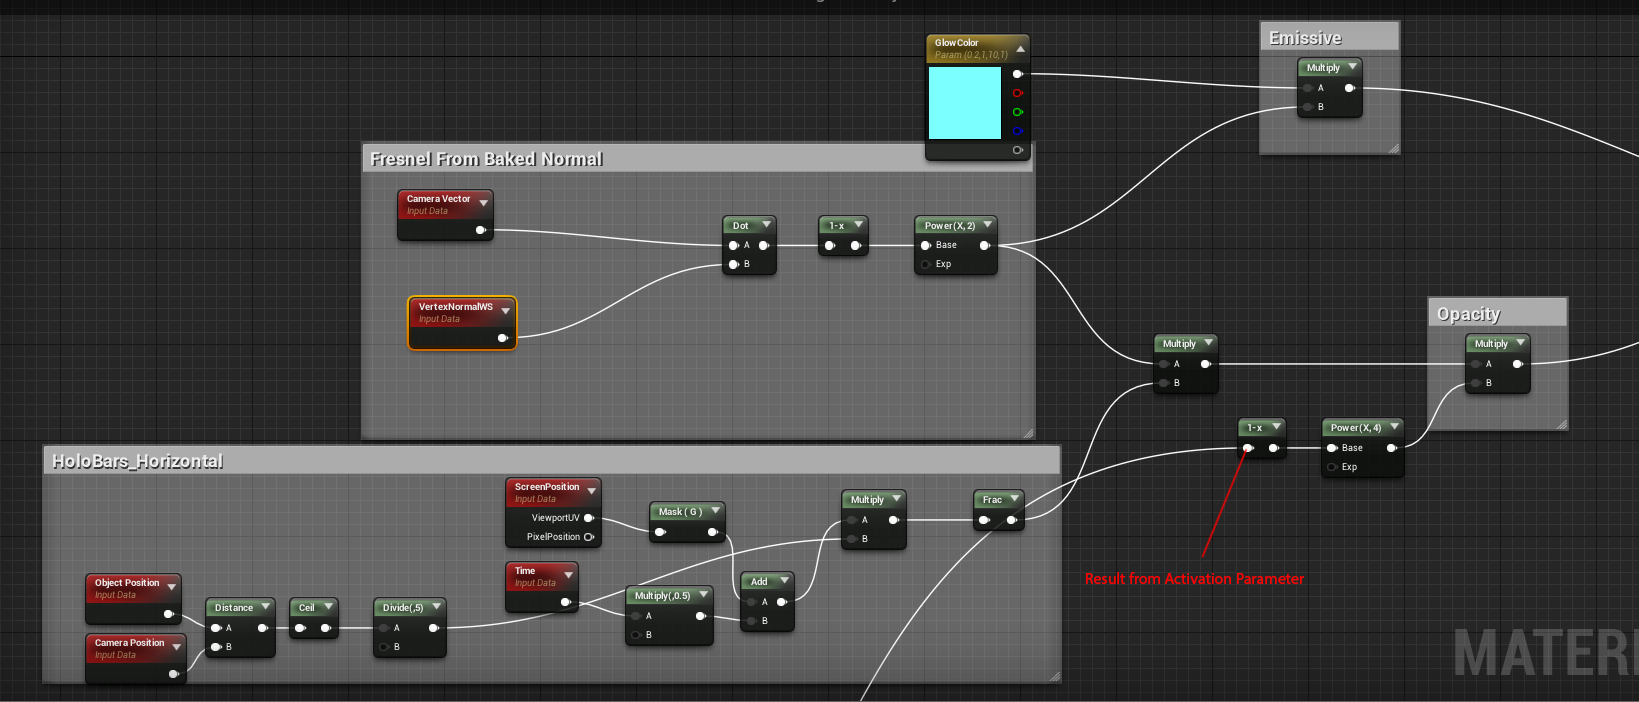 GlowColor
Param (0.2,1,10,1)
Emissive
Multiply
A
B
Fresnel From Baked Normal
Camera Vector
Input Data
Dot
A
B
1-x
Power(X, 2)
Base
Exp
VertexNormalWS
Input Data
Opacity
Multiply
A
B
Multiply
A
B
1-x
Power(X, 4)
Base
Exp
HoloBars_Horizontal
ScreenPosition
Input Data
ViewportUV
PixelPosition
Mask ( G )
Multiply
A
B
Frac
Time
Input Data
Multiply(,0.5)
A
B
Add
A
B
Object Position
Input Data
Distance
A
B
Ceil
Divide(,5)
A
B
Camera Position
Input Data
Result from Activation Parameter